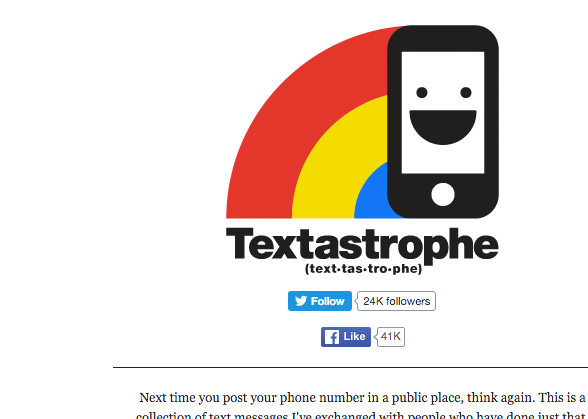 Textastrophe
(text·tas·tro·phe)
Follow 24K followers
Like 41K
Next time you post your phone number in a public place, think again. This is a
collection of text messages I've exchanged with people who have done just that